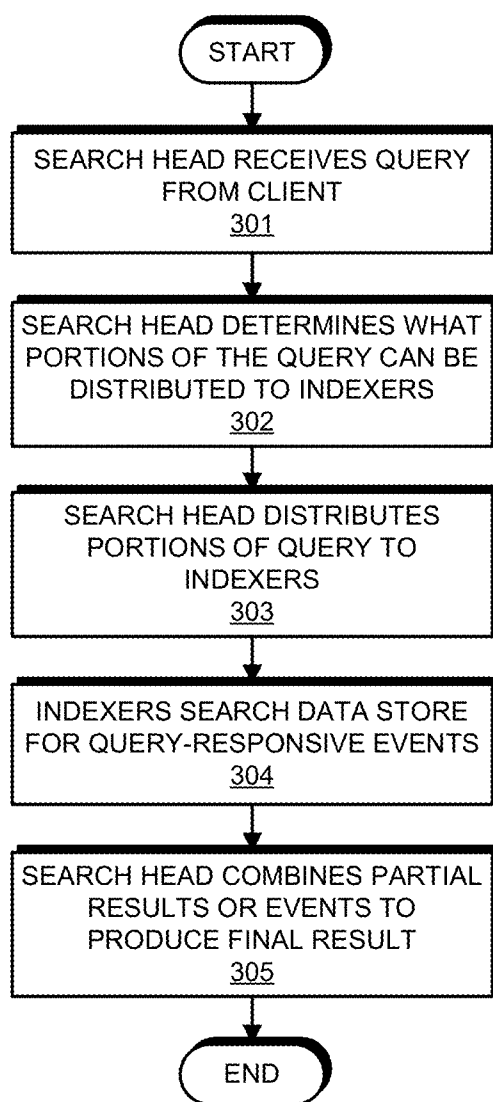 START
SEARCH HEAD RECEIVES QUERY
FROM CLIENT
301
SEARCH HEAD DETERMINES WHAT
PORTIONS OF THE QUERY CAN BE
DISTRIBUTED TO INDEXERS
302
SEARCH HEAD DISTRIBUTES
PORTIONS OF QUERY TO
INDEXERS
303
INDEXERS SEARCH DATA STORE
FOR QUERY-RESPONSIVE EVENTS
304
SEARCH HEAD COMBINES PARTIAL
RESULTS OR EVENTS TO
PRODUCE FINAL RESULT
305
END